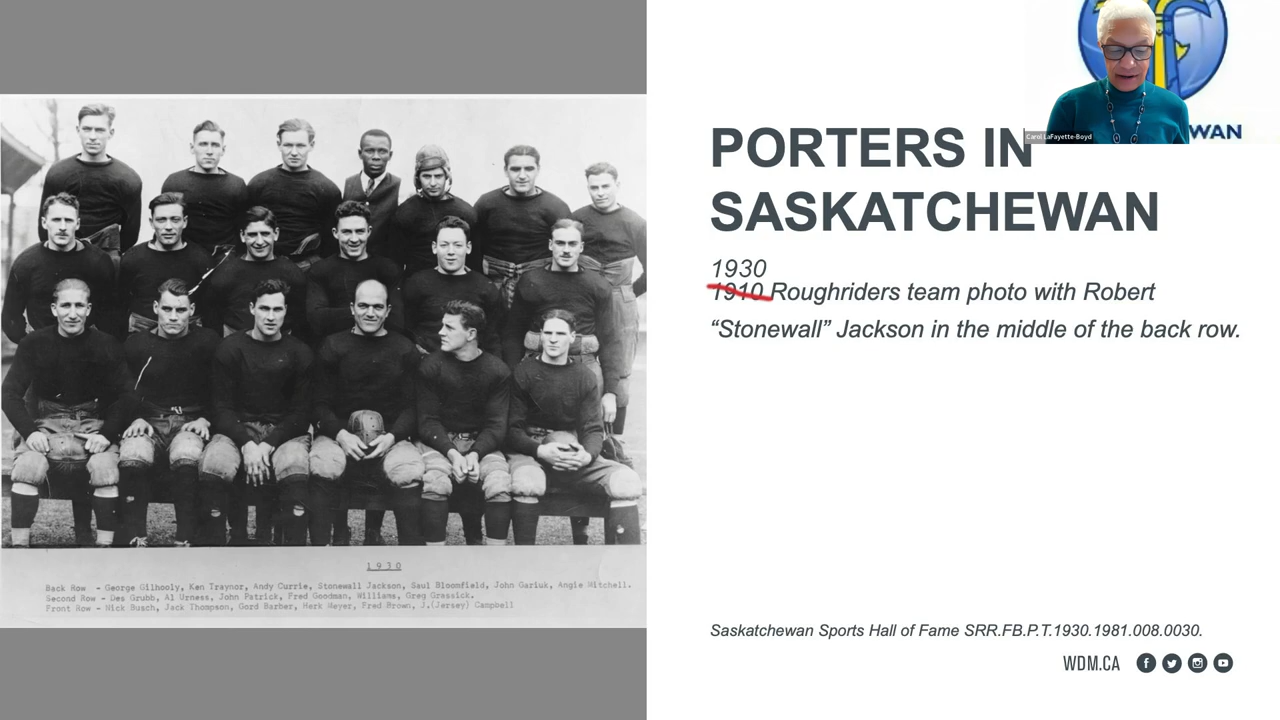 WAN
Carol LaFayette-Boyd
PORTERS IN
SASKATCHEWAN
1930
1910 Roughriders team photo with Robert
“Stonewall” Jackson in the middle of the back row.
1930
Back Row - George Gilhooly, Ken Traynor, Andy Currie, Stonewall Jackson, Saul Bloomfield, John Gariuk, Angie Mitchell.
Second Row - Des Grubb, Al Urness, John Patrick, Fred Goodman, Williams, Greg Grassick.
Front Row - Nick Busch, Jack Thompson, Gord Barber, Herk Meyer, Fred Brown, J.(Jersey) Campbell
Saskatchewan Sports Hall of Fame SRR.FB.P.T.1930.1981.008.0030.
WDM.CA